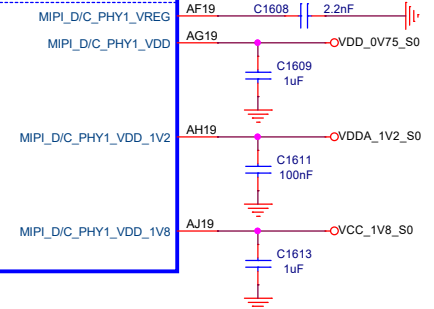 MIPI_D/C_PHY1_VREG AF19 C1608 2.2nF
MIPI_D/C_PHY1_VDD AG19 VDD_0V75_S0
C1609
1uF
MIPI_D/C_PHY1_VDD_1V2 AH19 VDDA_1V2_S0
C1611
100nF
MIPI_D/C_PHY1_VDD_1V8 AJ19 VCC_1V8_S0
C1613
1uF